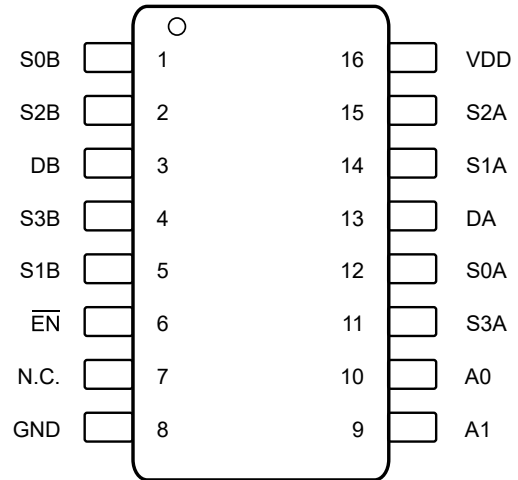 S0B 1 16 VDD
S2B 2 15 S2A
DB 3 14 S1A
S3B 4 13 DA
S1B 5 12 S0A
E̅N̅ 6 11 S3A
N.C. 7 10 A0
GND 8 9 A1